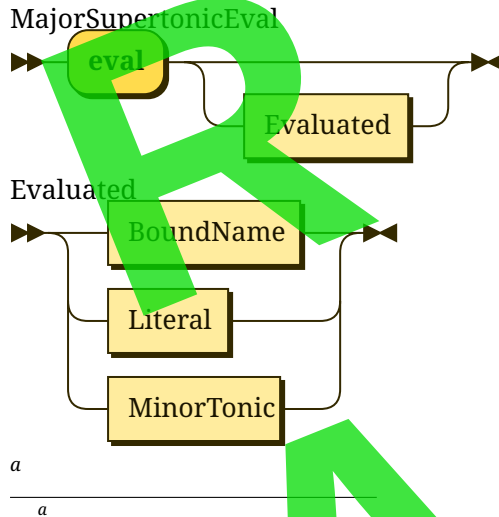 MajorSupertonicEval
eval
Evaluated
Evaluated
BoundName
Literal
MinorTonic
a
a
R